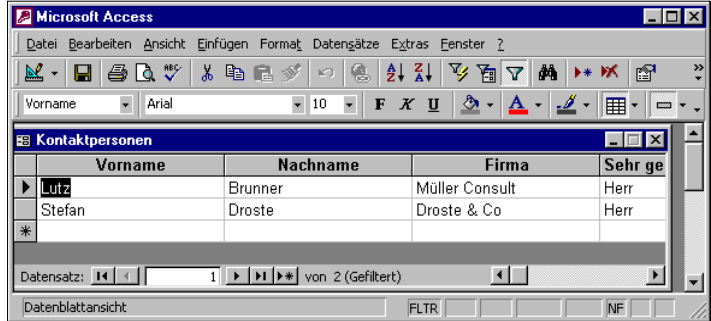 Microsoft Access
Datei Bearbeiten Ansicht Einfügen Format Datensätze Extras Fenster ?
ABC A Z Z A
Vorname Arial 10 F K U A
Kontaktpersonen
Vorname Nachname Firma Sehr ge
Lutz Brunner Müller Consult Herr
Stefan Droste Droste & Co Herr
Datensatz: 1 von 2 (Gefiltert)
Datenblattansicht FLTR NF